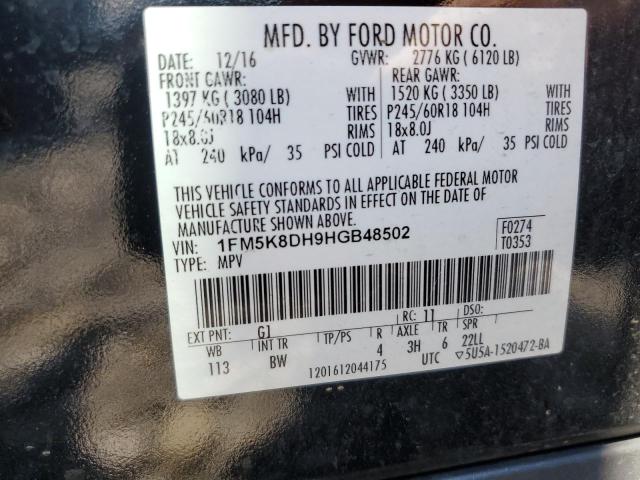 MFD. BY FORD MOTOR CO.
DATE: 12/16 GVWR: 2776 KG ( 6120 LB)
FRONT GAWR: REAR GAWR:
1397 KG ( 3080 LB) WITH 1520 KG ( 3350 LB) WITH
P245/60R18 104H TIRES P245/60R18 104H TIRES
18x8.0J RIMS 18x8.0J RIMS
AT 240 kPa/ 35 PSI COLD AT 240 kPa/ 35 PSI COLD
THIS VEHICLE CONFORMS TO ALL APPLICABLE FEDERAL MOTOR
VEHICLE SAFETY STANDARDS IN EFFECT ON THE DATE OF
MANUFACTURE SHOWN ABOVE.
VIN: 1FM5K8DH9HGB48502 F0274
TYPE: MPV T0353
EXT PNT: G1 RC: 11 DSO:
WB INT TR TP/PS R AXLE TR SPR
113 BW 4 3H 6 22LL
1201612044175 UTC ▽5U5A-1520472-BA